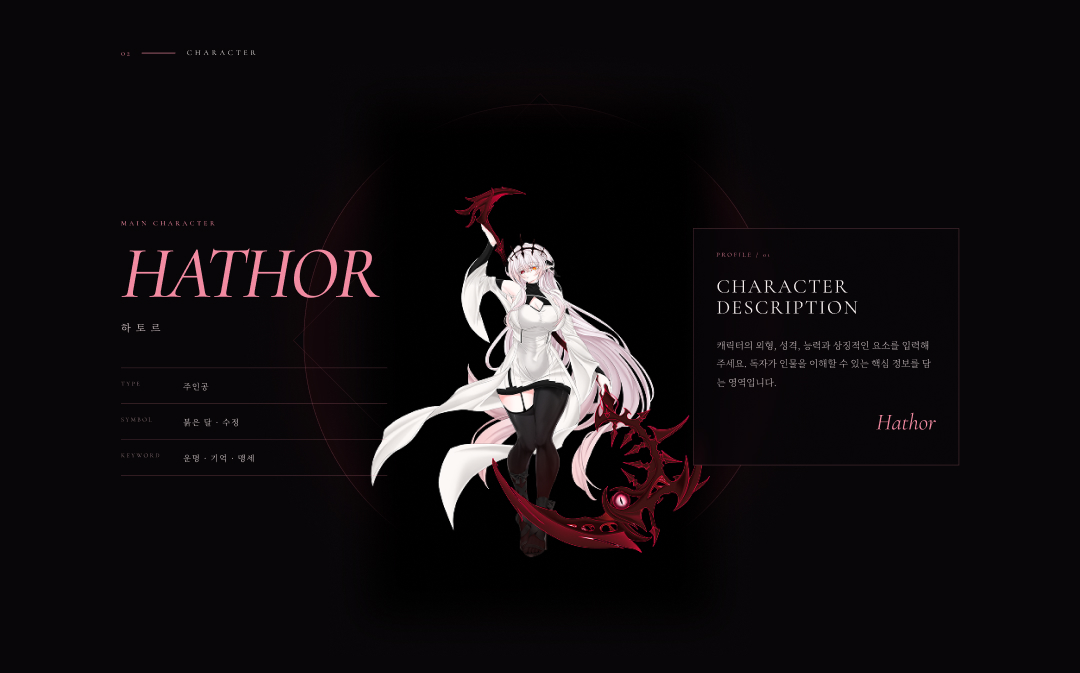 02 CHARACTER
MAIN CHARACTER
HATHOR
하토르
TYPE 주인공
SYMBOL 붉은 달 · 수정
KEYWORD 운명 · 기억 · 맹세
PROFILE / 01
CHARACTER
DESCRIPTION
캐릭터의 외형, 성격, 능력과 상징적인 요소를 입력해
주세요. 독자가 인물을 이해할 수 있는 핵심 정보를 담
는 영역입니다.
Hathor